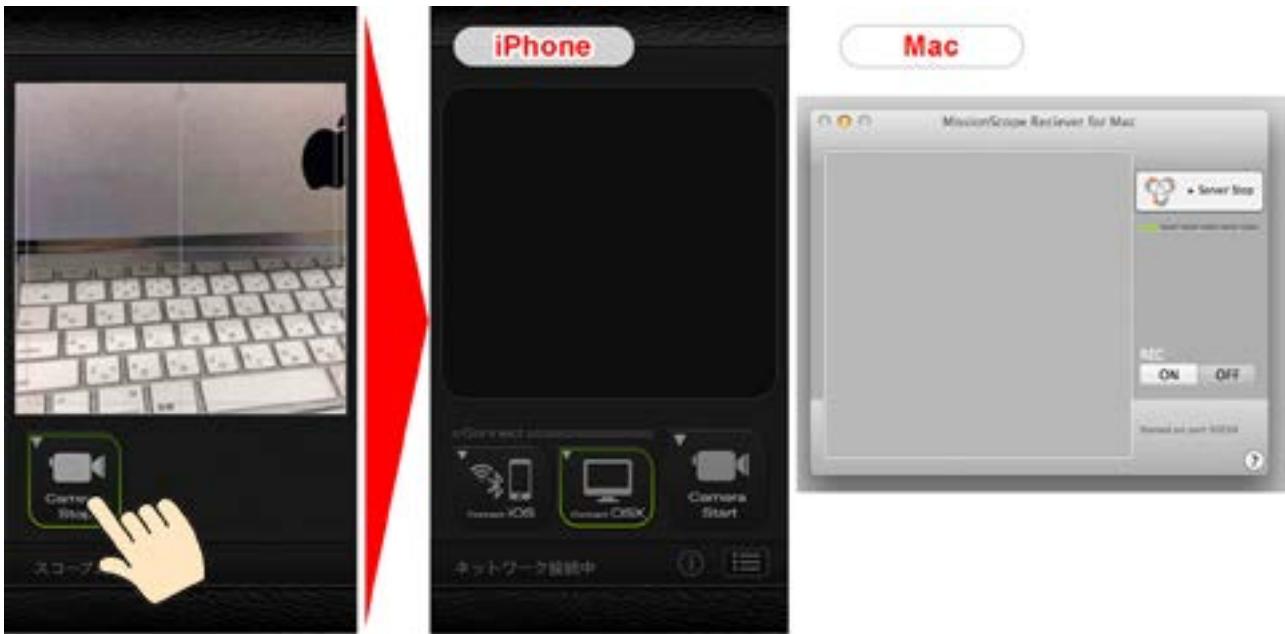 Camera
Stop
スコープ
iPhone
Connect iOS
Connect OSX
Camera
Start
ネットワーク接続中
Mac
MissionScope Reciever for Mac
Server Stop
REC
ON OFF
?